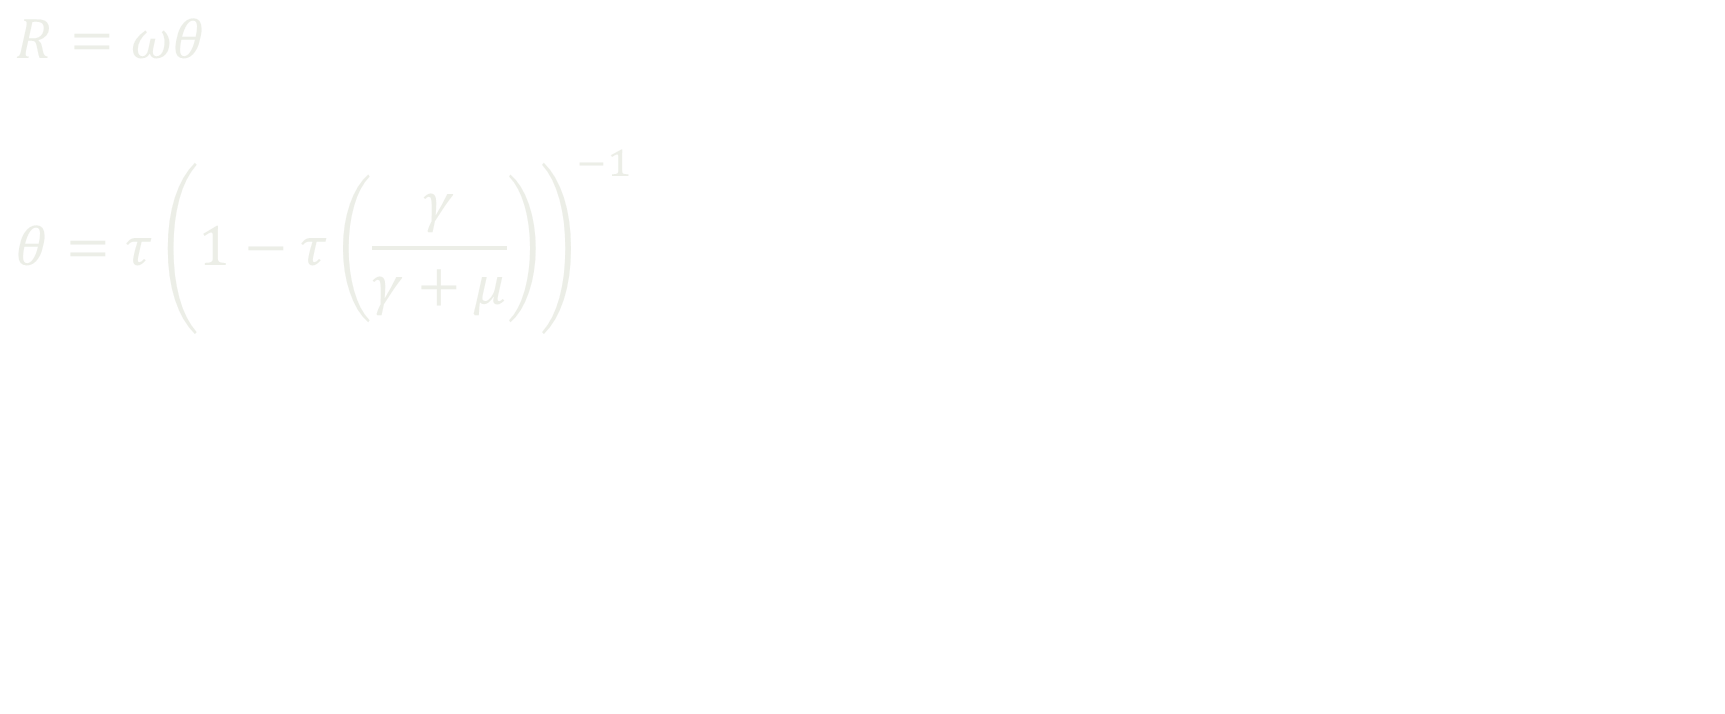 R = ωθ
θ = τ(1 − τ(γ/(γ + μ)))⁻¹